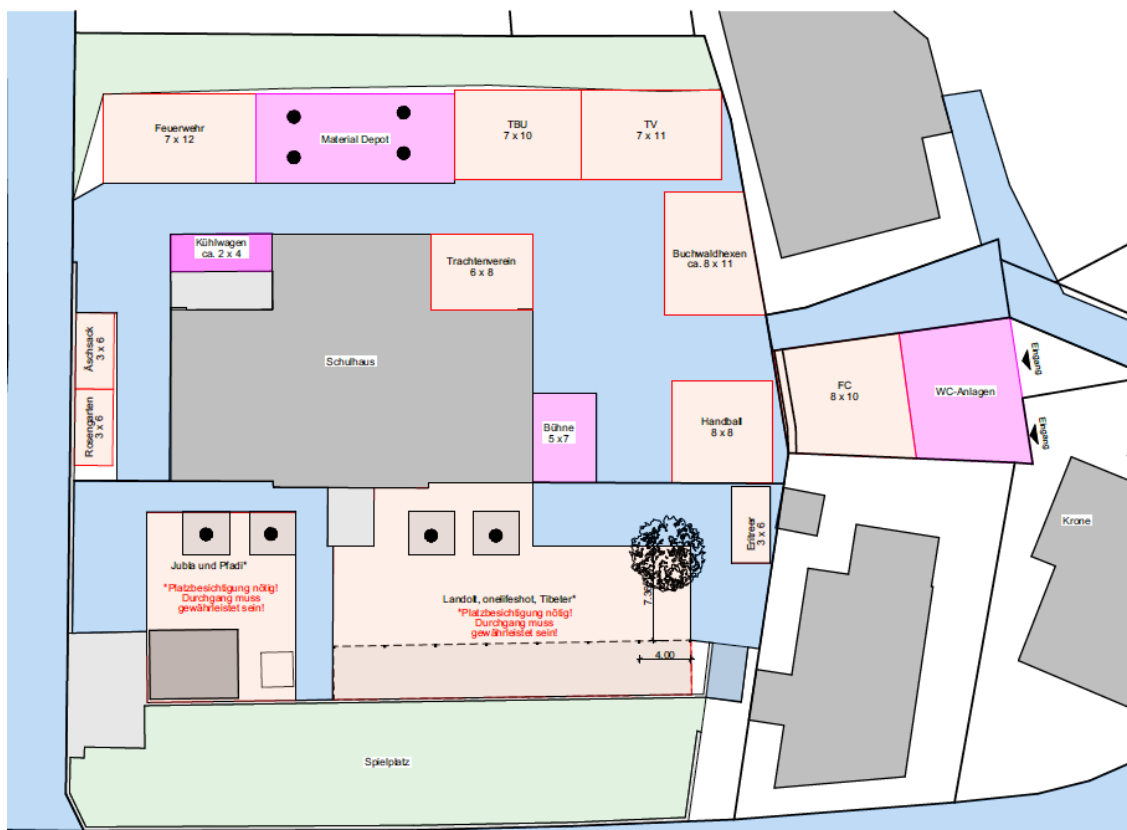 Feuerwehr
7 x 12
Material Depot
TBU
7 x 10
TV
7 x 11
Kühlwagen
ca. 2 x 4
Trachtenverein
6 x 8
Buchwaldhexen
ca. 8 x 11
Äschsack
3 x 6
Rosengarten
3 x 6
Schulhaus
Bühne
5 x7
Handball
8 x 8
FC
8 x 10
WC-Anlagen
Eingang
Eingang
Eritreer
3 x 6
Krone
Jubla und Pfadi*
*Platzbesichtigung nötig!
Durchgang muss
gewährleistet sein!
Landolt, onelifeshot, Tibeter*
*Platzbesichtigung nötig!
Durchgang muss
gewährleistet sein!
4.00
Spielplatz